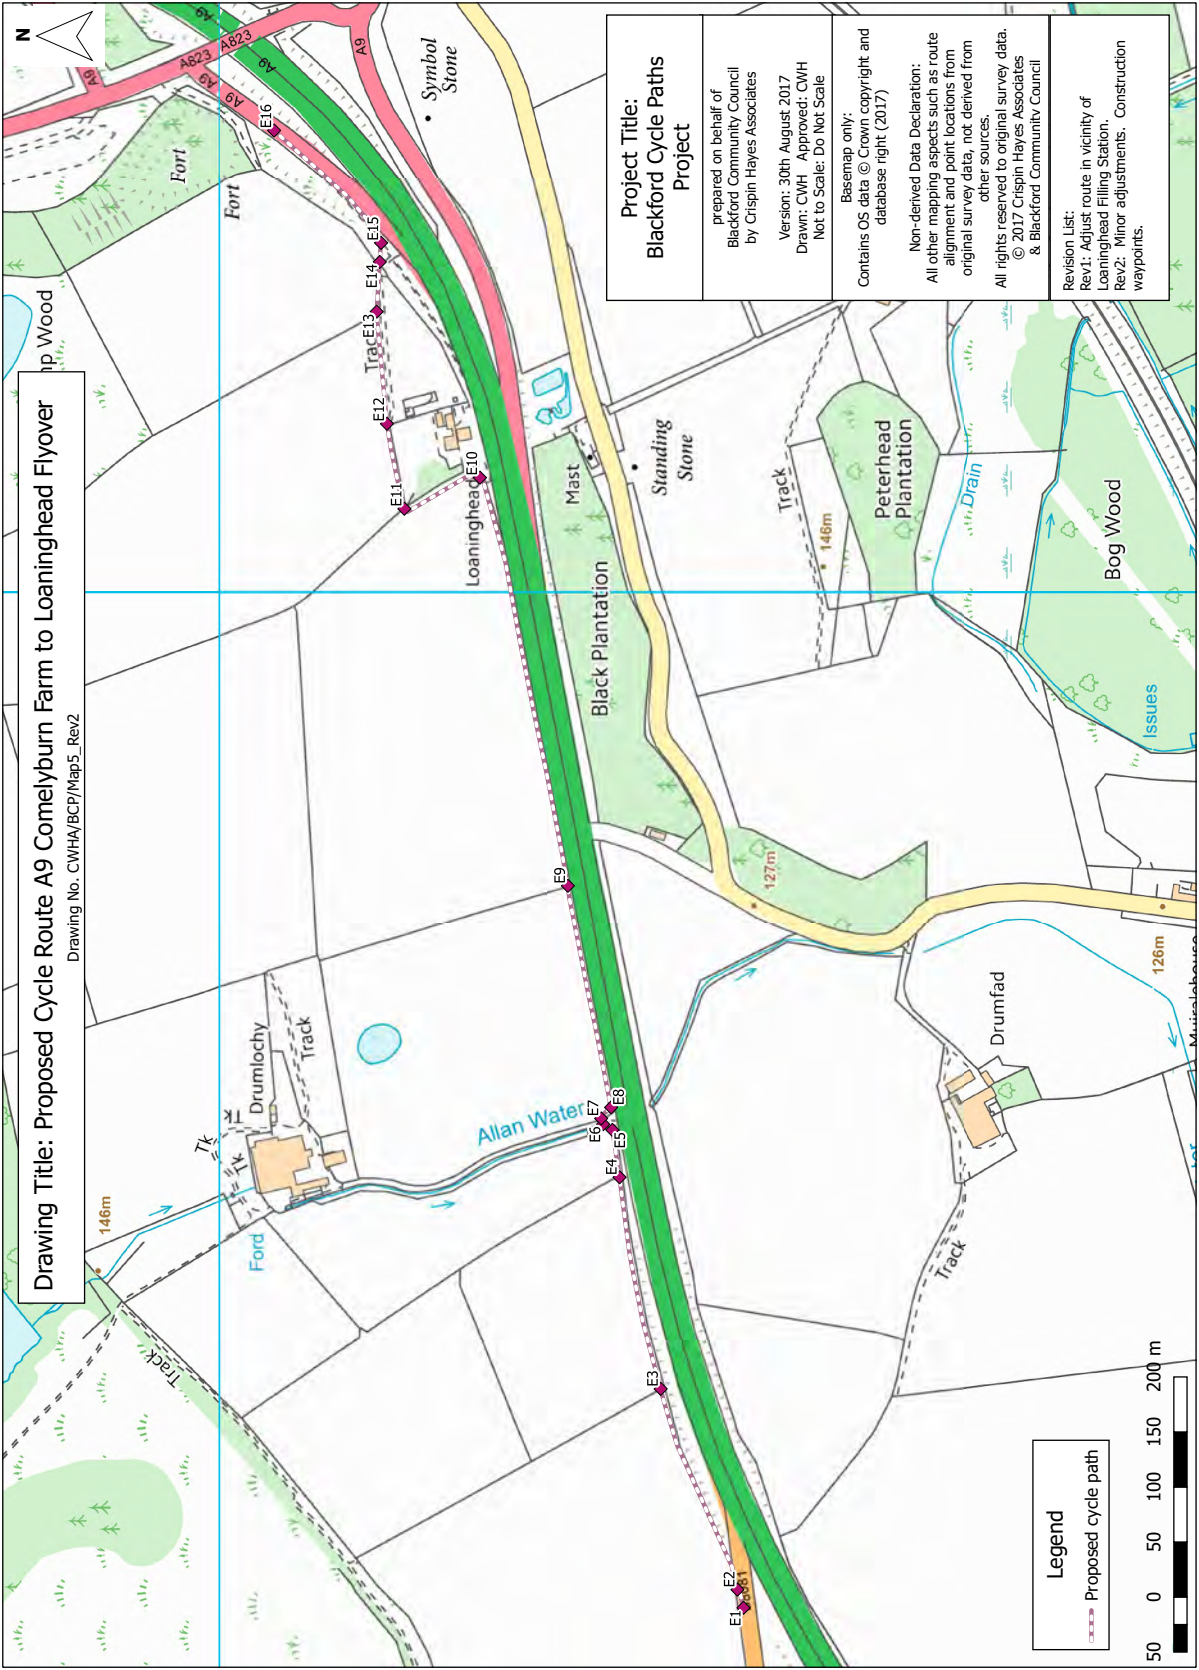 Drawing Title: Proposed Cycle Route A9 Comelyburn Farm to Loaninghead Flyover
Drawing No. CWHA/BCP/Map5_Rev2
N
Project Title:
Blackford Cycle Paths
Project
prepared on behalf of
Blackford Community Council
by Crispin Hayes Associates
Version: 30th August 2017
Drawn: CWH   Approved: CWH
Not to Scale: Do Not Scale
Basemap only:
Contains OS data © Crown copyright and
database right (2017)
Non-derived Data Declaration:
All other mapping aspects such as route
alignment and point locations from
original survey data, not derived from
other sources.
All rights reserved to original survey data.
© 2017 Crispin Hayes Associates
& Blackford Community Council
Revision List:
Rev1: Adjust route in vicinity of
Loaninghead Filling Station.
Rev2: Minor adjustments.  Construction
waypoints.
Legend
Proposed cycle path
50 0 50 100 150 200 m
E1
E2
E3
E4
E5
E6
E7
E8
E9
E10
E11
E12
E13
E14
E15
E16
A9
A823
A823
A9
A9
A9
A9
A9
Fort
Fort
Symbol
Stone
mp Wood
Track
Loaninghead
Mast
Standing
Stone
Black Plantation
Track
146m
Peterhead
Plantation
Drain
Bog Wood
Issues
127m
126m
Drumfad
Track
Allan Water
Drumlochy
Track
Tk
Tk
Tk
Ford
146m
Track